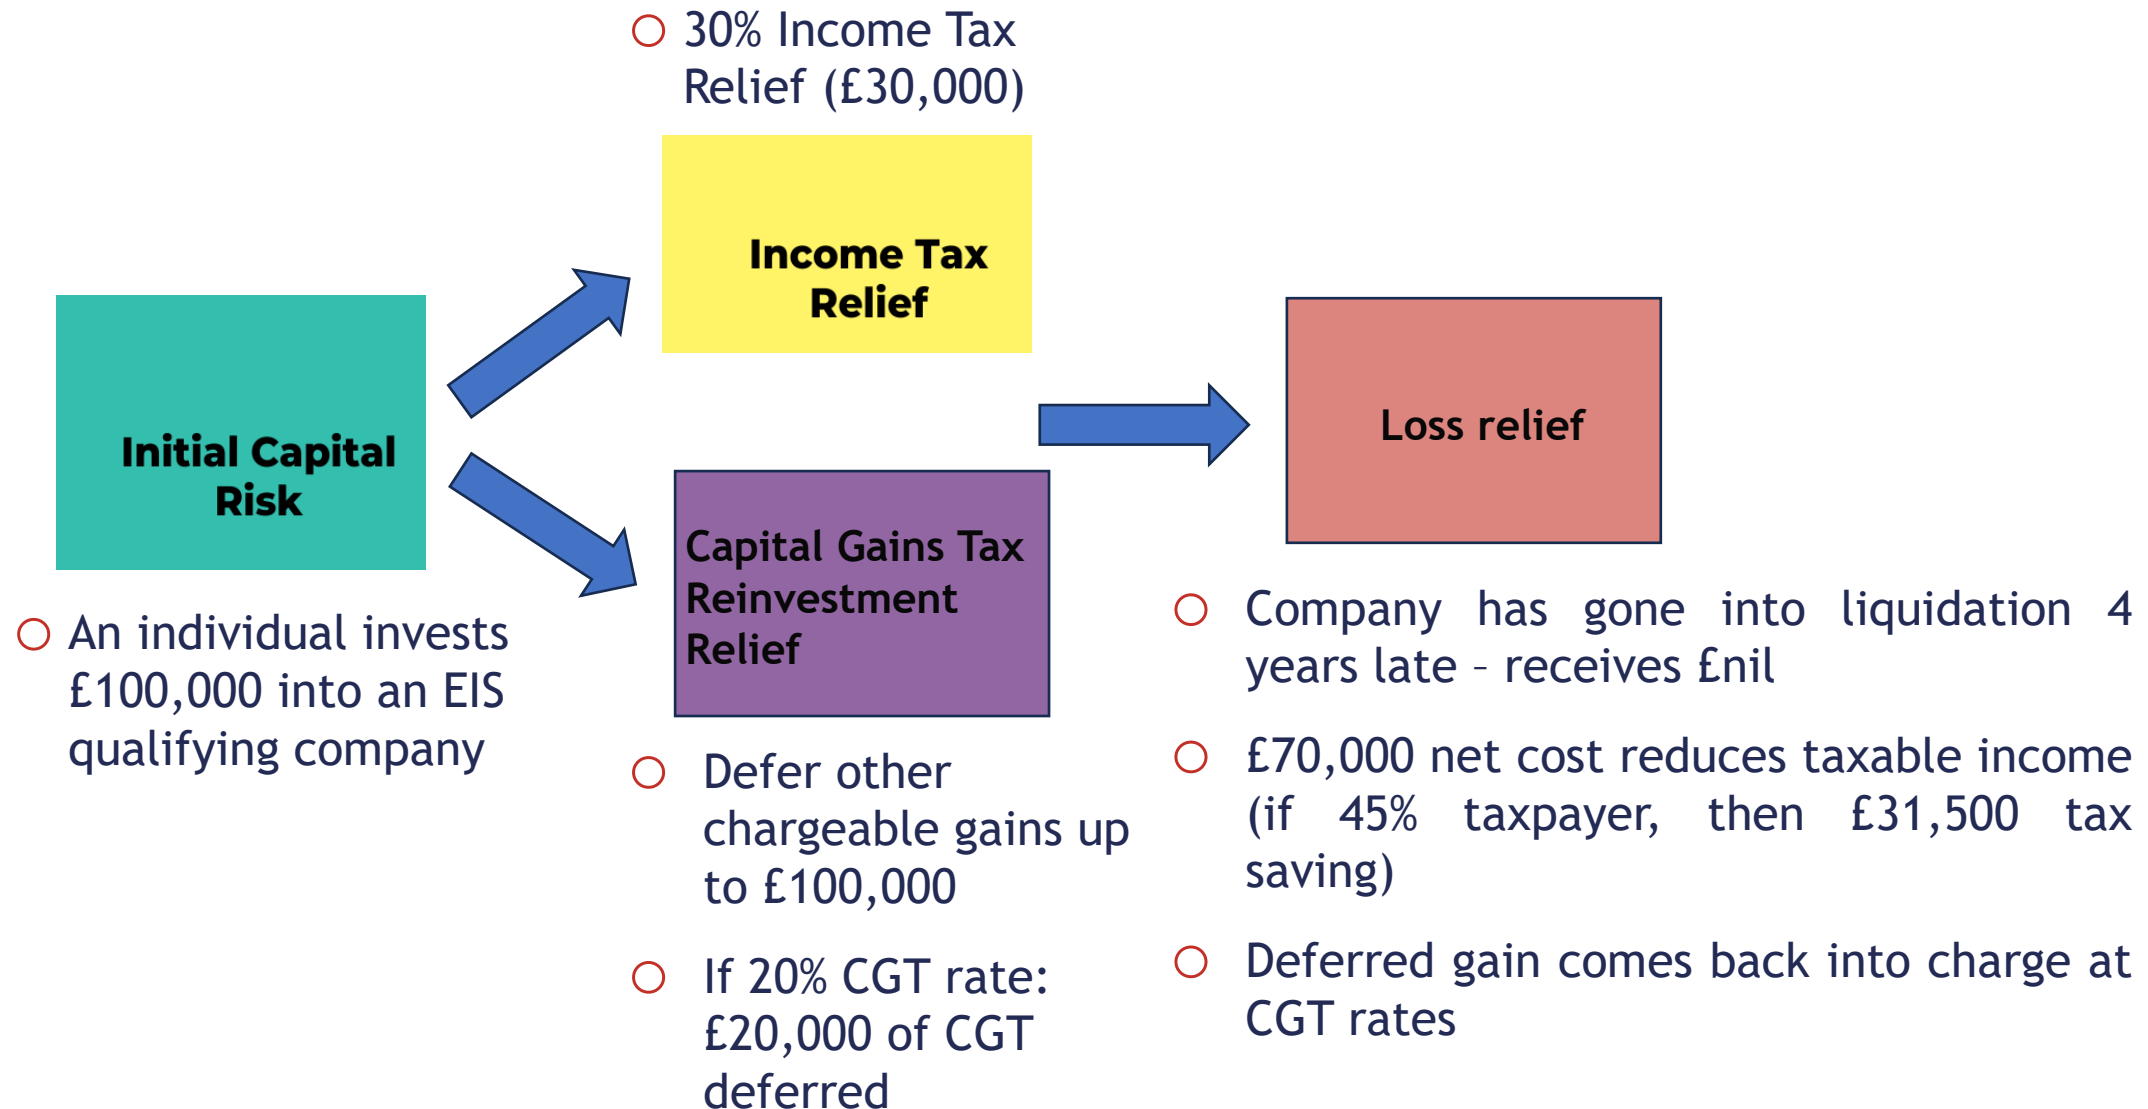 30% Income Tax
Relief (£30,000)
Income Tax
Relief
Initial Capital
Risk
An individual invests
£100,000 into an EIS
qualifying company
Capital Gains Tax
Reinvestment
Relief
Defer other
chargeable gains up
to £100,000
If 20% CGT rate:
£20,000 of CGT
deferred
Loss relief
Company has gone into liquidation 4
years late – receives £nil
£70,000 net cost reduces taxable income
(if 45% taxpayer, then £31,500 tax
saving)
Deferred gain comes back into charge at
CGT rates